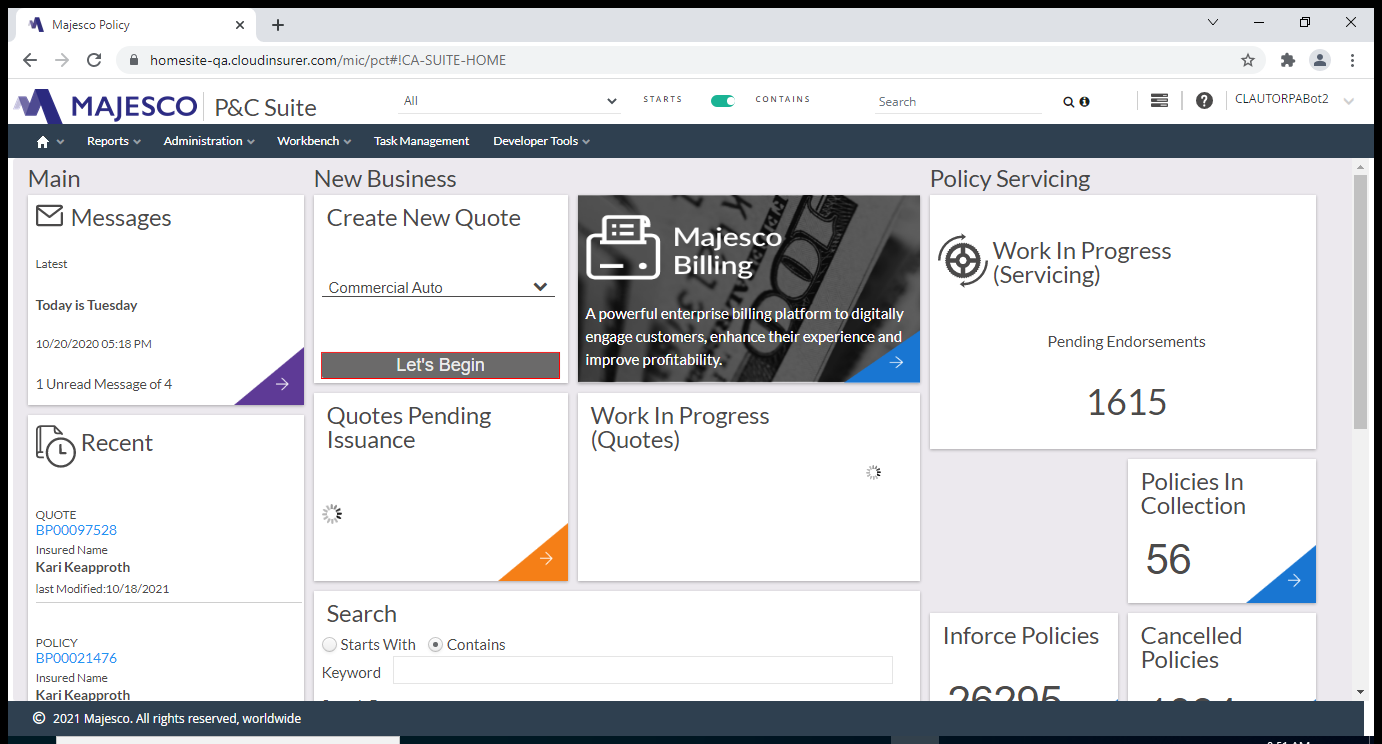 Majesco Policy
homesite-qa.cloudinsurer.com/mic/pct#!CA-SUITE-HOME
MAJESCO P&C Suite
All
STARTS
CONTAINS
Search
CLAUTORPABot2
Reports
Administration
Workbench
Task Management
Developer Tools
Main
Messages
Latest
Today is Tuesday
10/20/2020 05:18 PM
1 Unread Message of 4
Recent
QUOTE
BP00097528
Insured Name
Kari Keapproth
last Modified:10/18/2021
POLICY
BP00021476
Insured Name
Kari Keapproth
New Business
Create New Quote
Commercial Auto
Let's Begin
Majesco
Billing
A powerful enterprise billing platform to digitally
engage customers, enhance their experience and
improve profitability.
Quotes Pending
Issuance
Work In Progress
(Quotes)
Search
Starts With
Contains
Keyword
Policy Servicing
Work In Progress
(Servicing)
Pending Endorsements
1615
Policies In
Collection
56
Inforce Policies
26295
Cancelled
Policies
© 2021 Majesco. All rights reserved, worldwide